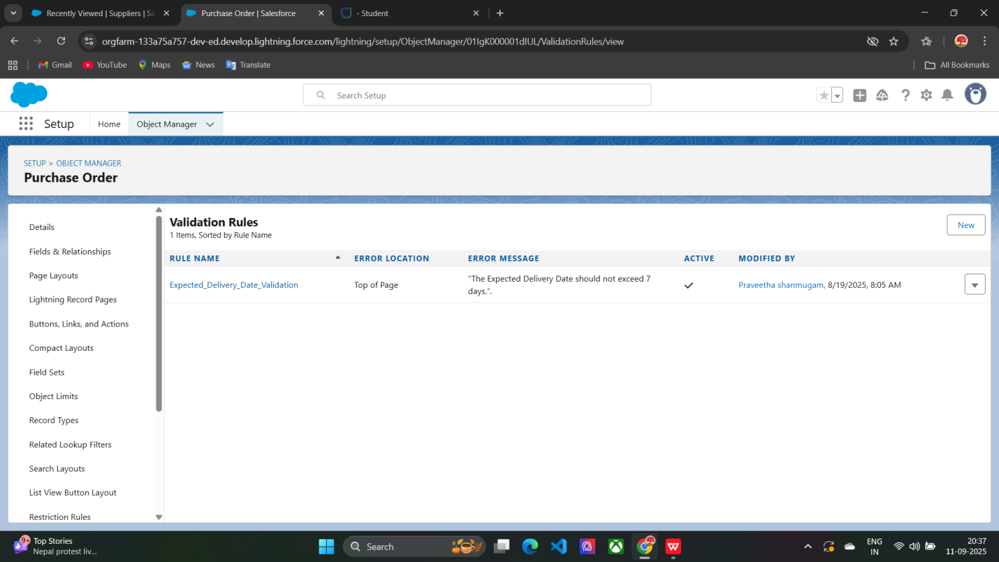 Recently Viewed | Suppliers | Sa
Purchase Order | Salesforce
- Student
orgfarm-133a75a757-dev-ed.develop.lightning.force.com/lightning/setup/ObjectManager/01IgK000001dIUL/ValidationRules/view
Gmail
YouTube
Maps
News
Translate
All Bookmarks
Search Setup
Setup
Home
Object Manager
SETUP > OBJECT MANAGER
Purchase Order
Details
Fields & Relationships
Page Layouts
Lightning Record Pages
Buttons, Links, and Actions
Compact Layouts
Field Sets
Object Limits
Record Types
Related Lookup Filters
Search Layouts
List View Button Layout
Restriction Rules
Validation Rules
1 Items, Sorted by Rule Name
New
RULE NAME ERROR LOCATION ERROR MESSAGE ACTIVE MODIFIED BY
Expected_Delivery_Date_Validation Top of Page "The Expected Delivery Date should not exceed 7
days.". Praveetha shanmugam, 8/19/2025, 8:05 AM
9+
Top Stories
Nepal protest liv...
Search
ENG
IN
20:37
11-09-2025